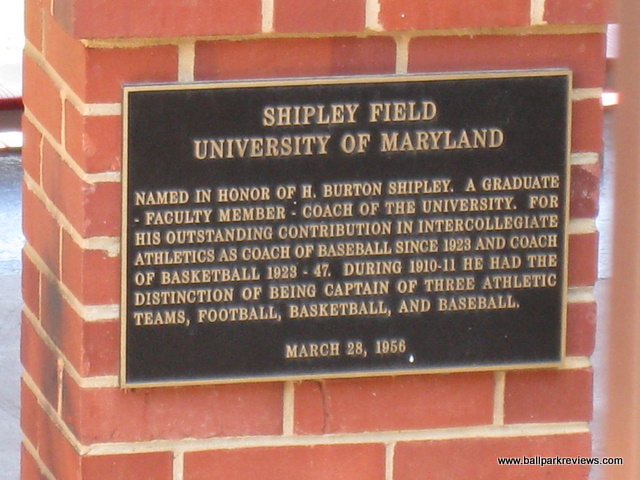 SHIPLEY FIELD
UNIVERSITY OF MARYLAND
NAMED IN HONOR OF H. BURTON SHIPLEY. A GRADUATE
- FACULTY MEMBER - COACH OF THE UNIVERSITY. FOR
HIS OUTSTANDING CONTRIBUTION IN INTERCOLLEGIATE
ATHLETICS AS COACH OF BASEBALL SINCE 1923 AND COACH
OF BASKETBALL 1923 - 47. DURING 1910-11 HE HAD THE
DISTINCTION OF BEING CAPTAIN OF THREE ATHLETIC
TEAMS, FOOTBALL, BASKETBALL, AND BASEBALL.
MARCH 28, 1956
www.ballparkreviews.com